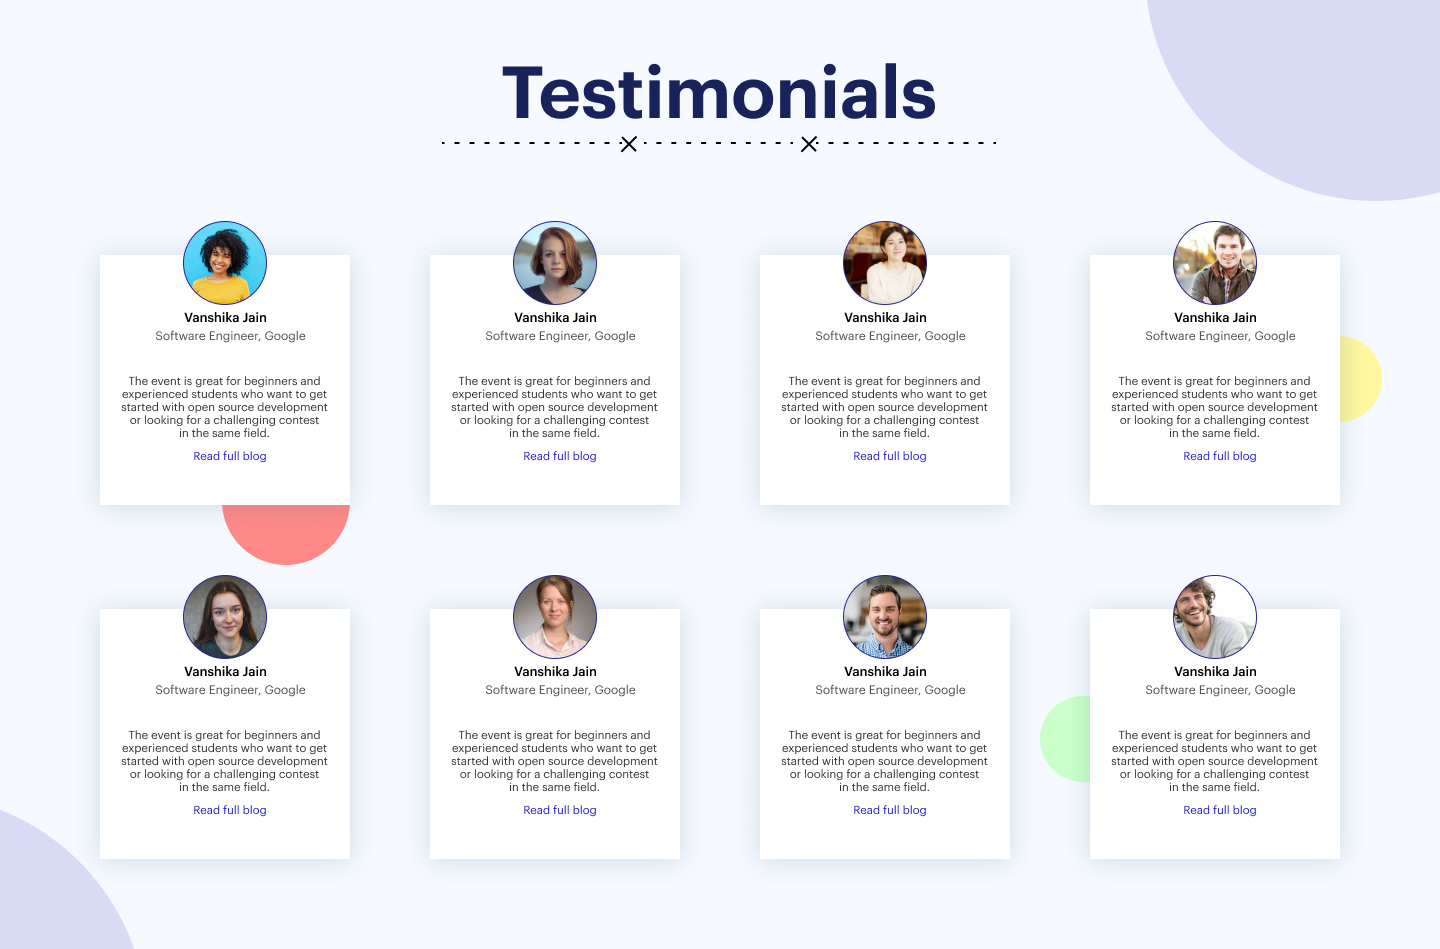 Testimonials
Vanshika Jain
Software Engineer, Google
The event is great for beginners and
experienced students who want to get
started with open source development
or looking for a challenging contest
in the same field.
Read full blog
Vanshika Jain
Software Engineer, Google
The event is great for beginners and
experienced students who want to get
started with open source development
or looking for a challenging contest
in the same field.
Read full blog
Vanshika Jain
Software Engineer, Google
The event is great for beginners and
experienced students who want to get
started with open source development
or looking for a challenging contest
in the same field.
Read full blog
Vanshika Jain
Software Engineer, Google
The event is great for beginners and
experienced students who want to get
started with open source development
or looking for a challenging contest
in the same field.
Read full blog
Vanshika Jain
Software Engineer, Google
The event is great for beginners and
experienced students who want to get
started with open source development
or looking for a challenging contest
in the same field.
Read full blog
Vanshika Jain
Software Engineer, Google
The event is great for beginners and
experienced students who want to get
started with open source development
or looking for a challenging contest
in the same field.
Read full blog
Vanshika Jain
Software Engineer, Google
The event is great for beginners and
experienced students who want to get
started with open source development
or looking for a challenging contest
in the same field.
Read full blog
Vanshika Jain
Software Engineer, Google
The event is great for beginners and
experienced students who want to get
started with open source development
or looking for a challenging contest
in the same field.
Read full blog